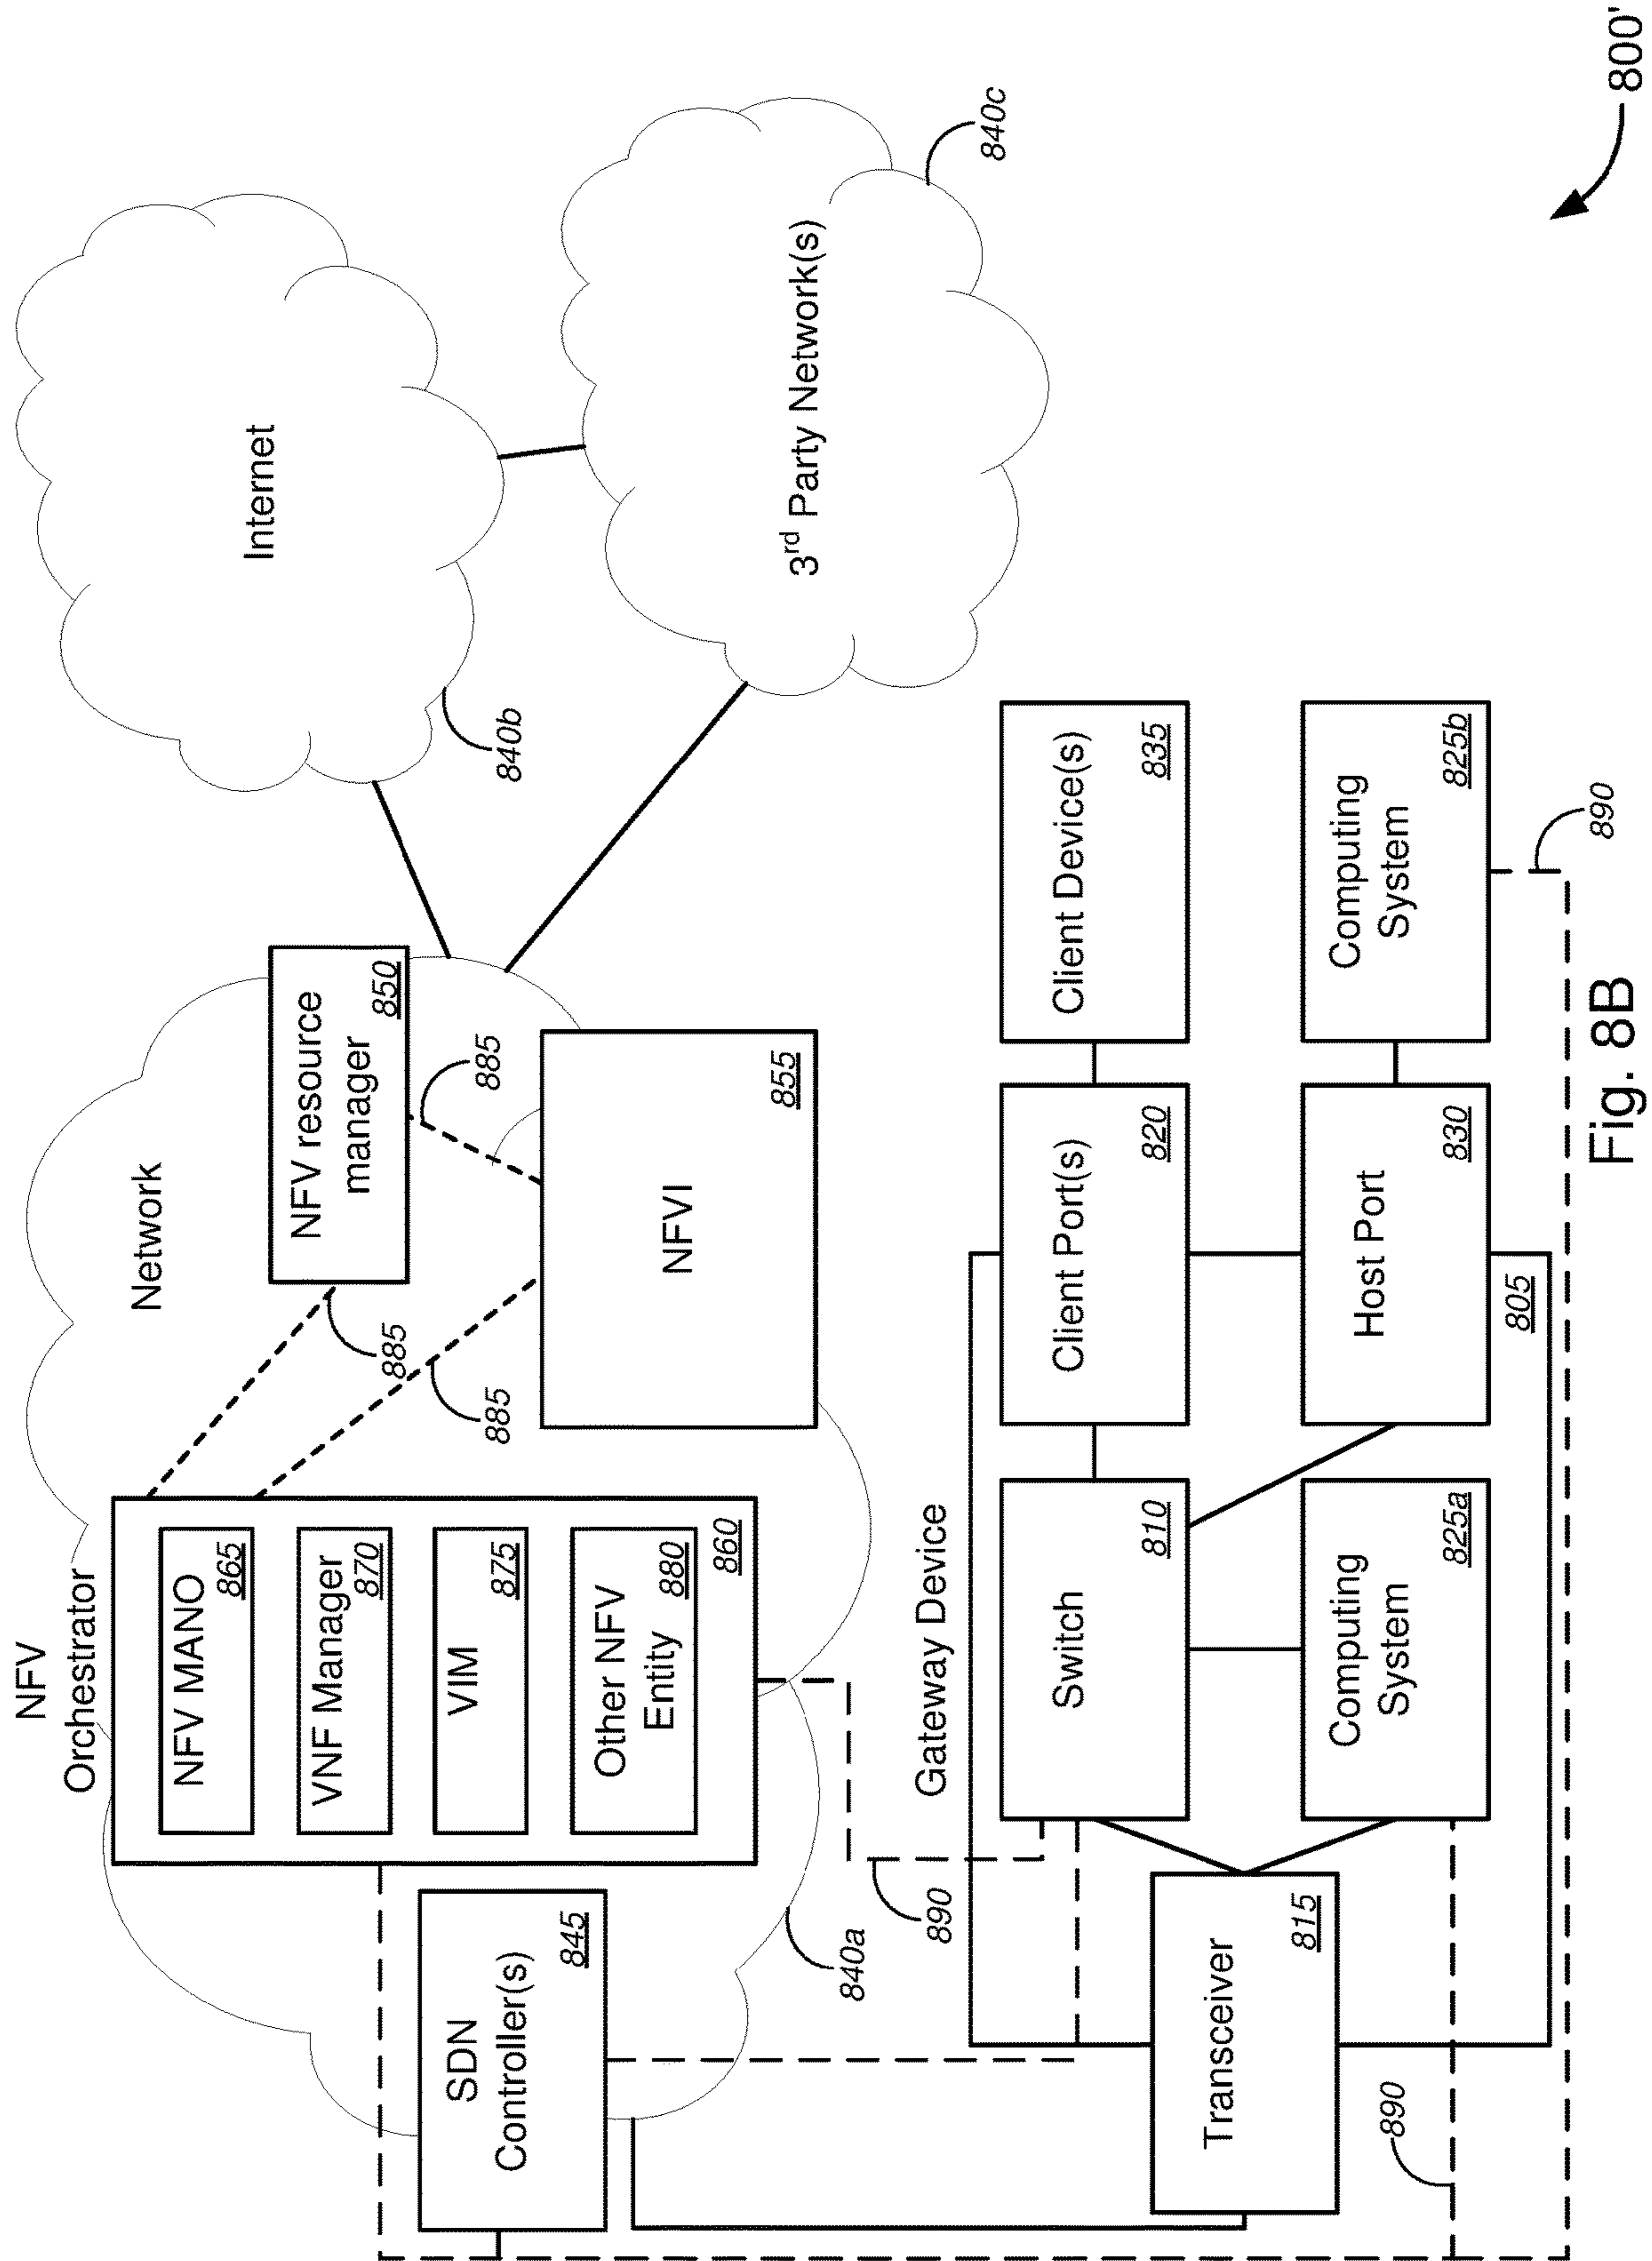 NFV
Orchestrator
NFV MANO
865
VNF Manager
870
VIM
875
Other NFV
Entity
880
860
SDN
Controller(s)
845
Network
NFV resource
manager
850
885
885
885
NFVI
855
840a
Internet
840b
3rd Party Network(s)
840c
890
Gateway Device
Transceiver
815
Switch
810
Client Port(s)
820
Client Device(s)
835
Computing
System
825a
Host Port
830
Computing
System
825b
805
890
890
Fig. 8B
800'